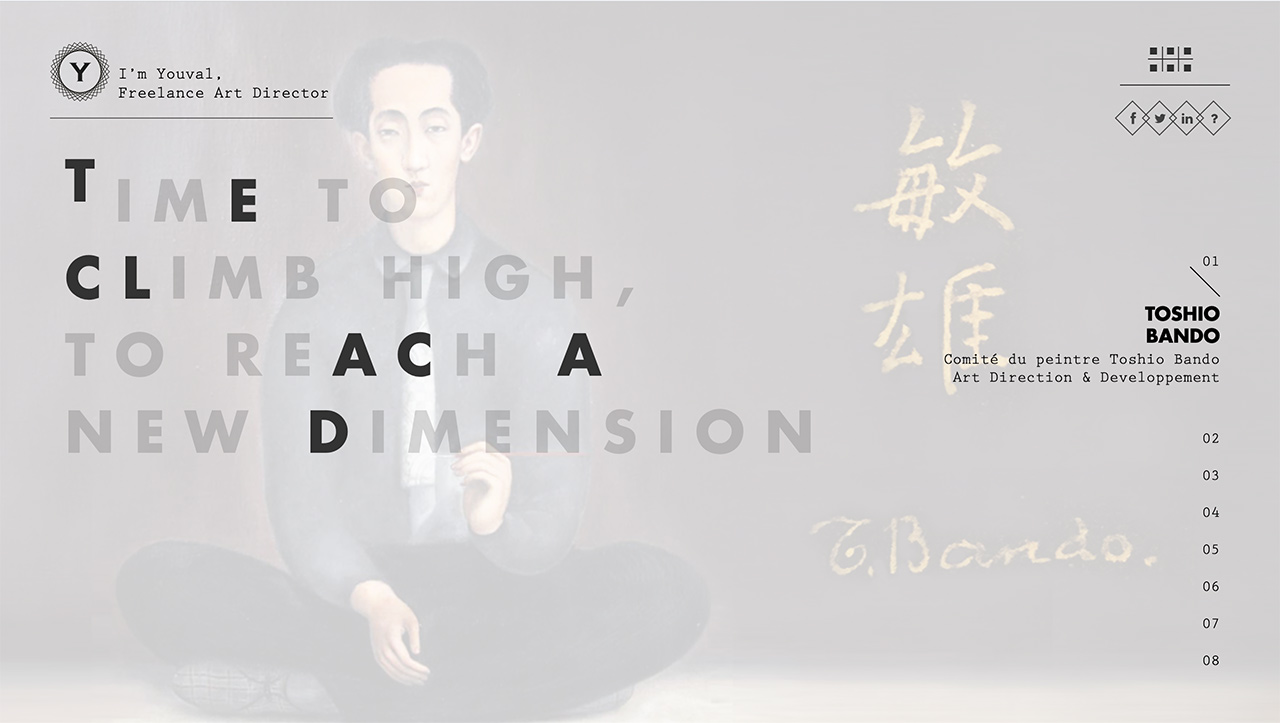 Y
I'm Youval,
Freelance Art Director
TIME TO
CLIMB HIGH,
TO REACH A
NEW DIMENSION
敏
雄
T. Bando.
f in ?
01
TOSHIO
BANDO
Comité du peintre Toshio Bando
Art Direction & Developpement
02
03
04
05
06
07
08